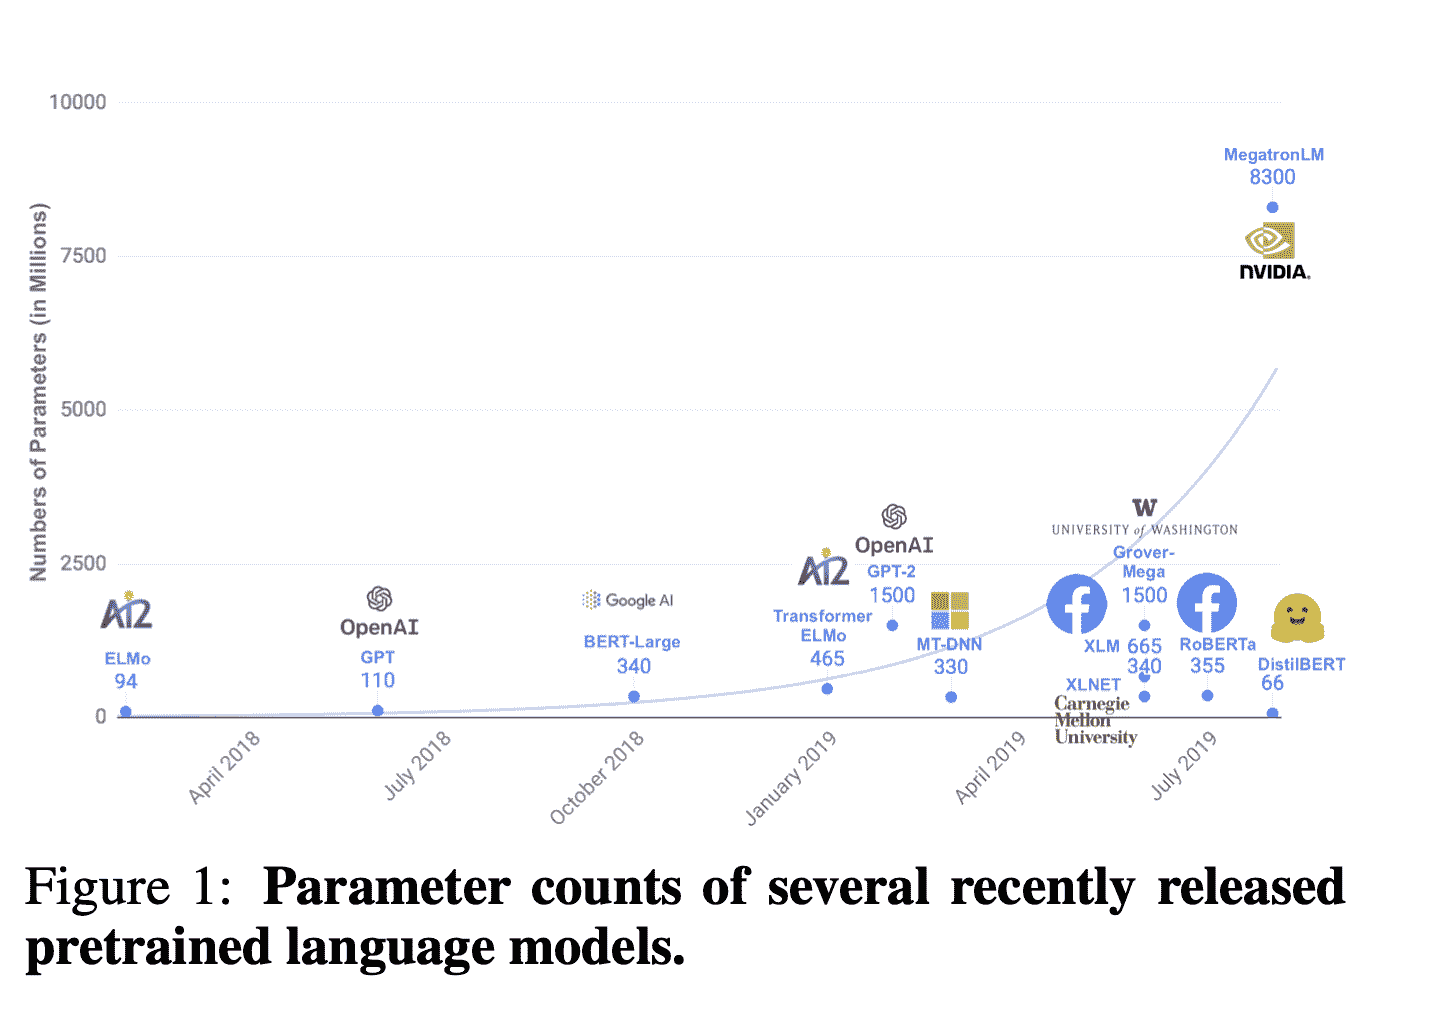 10000
7500
5000
2500
0
Numbers of Parameters (in Millions)
AI2
ELMo
94
OpenAI
GPT
110
Google AI
BERT-Large
340
AI2
Transformer
ELMo
465
OpenAI
GPT-2
1500
MT-DNN
330
W
UNIVERSITY of WASHINGTON
Grover-
Mega
1500
f
XLM 665
340
XLNET
Carnegie
Mellon
University
f
RoBERTa
355
MegatronLM
8300
NVIDIA.
DistilBERT
66
April 2018
July 2018
October 2018
January 2019
April 2019
July 2019
Figure 1: Parameter counts of several recently released
pretrained language models.